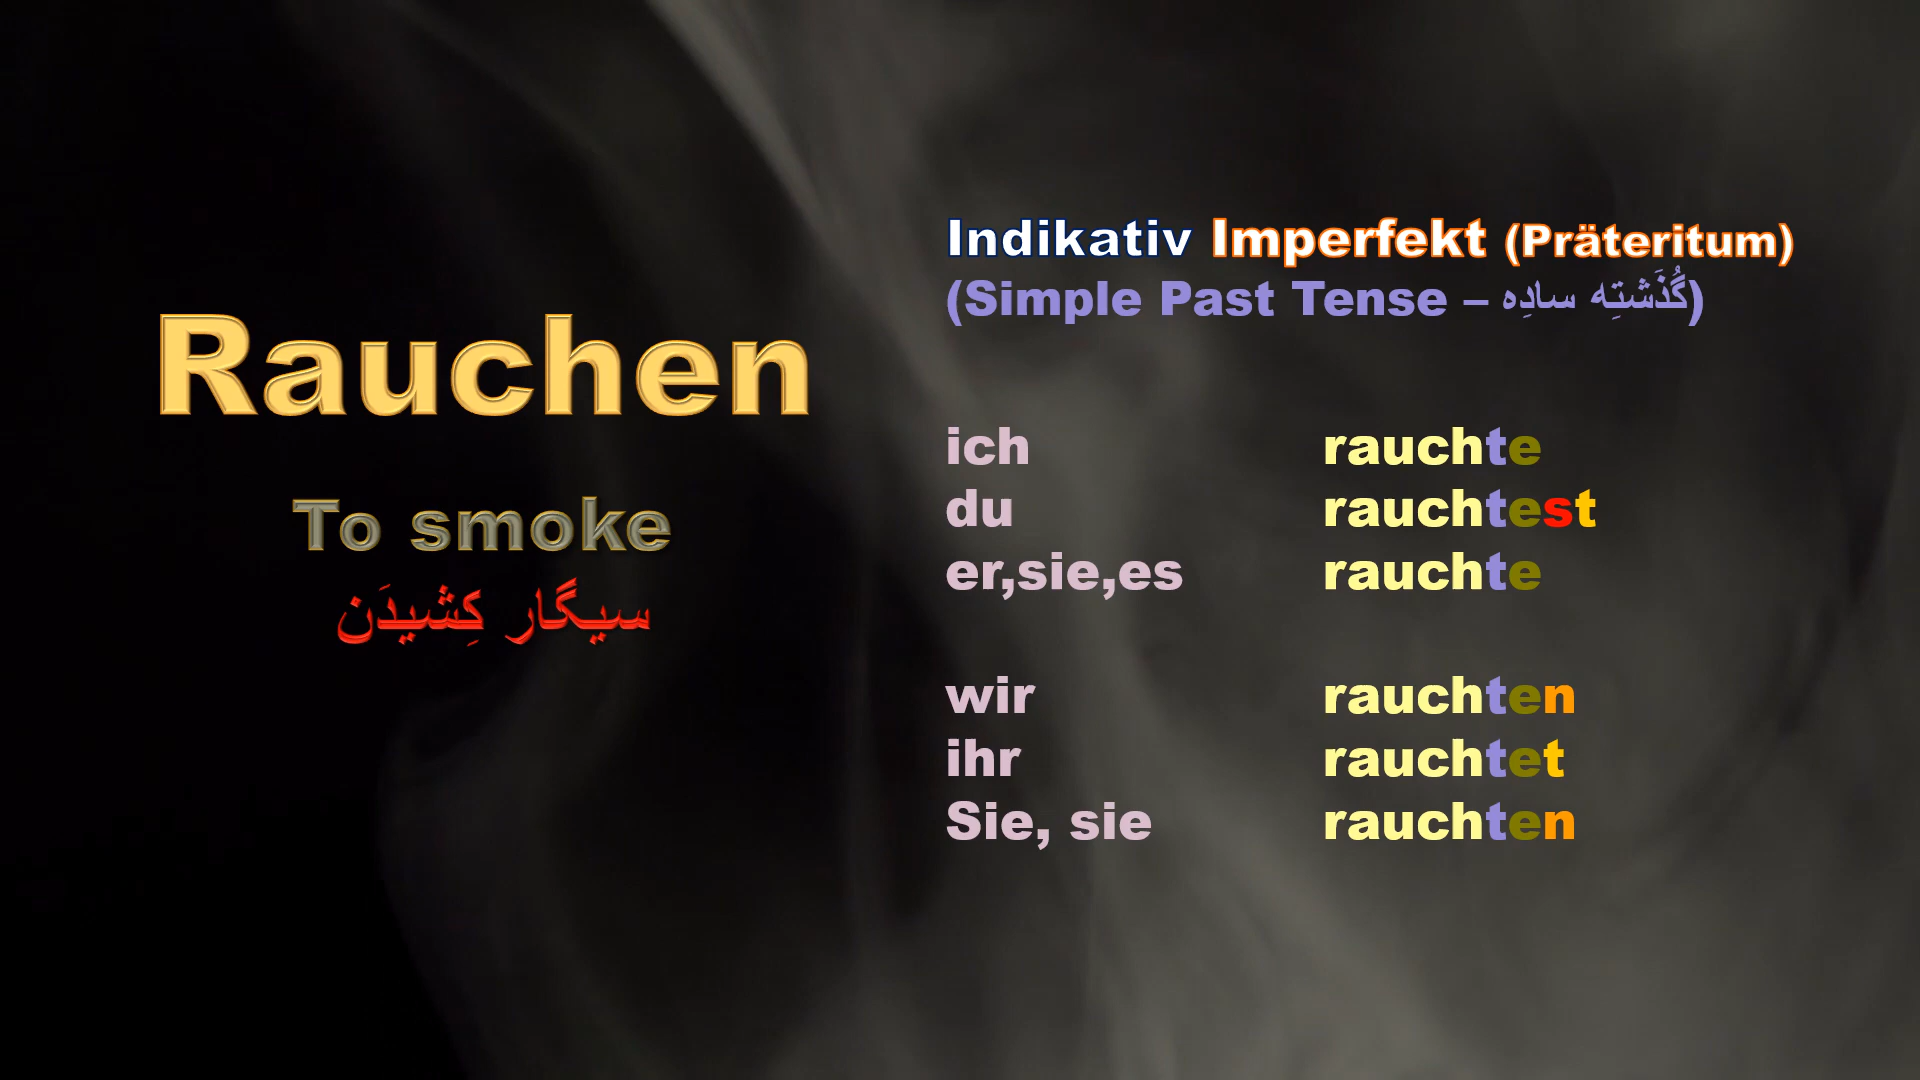 Rauchen
To smoke
سیگار کِشیدَن
Indikativ Imperfekt (Präteritum)
(Simple Past Tense – گُذَشتِه سادِه)
ich rauchte
du rauchtest
er,sie,es rauchte
wir rauchten
ihr rauchtet
Sie, sie rauchten